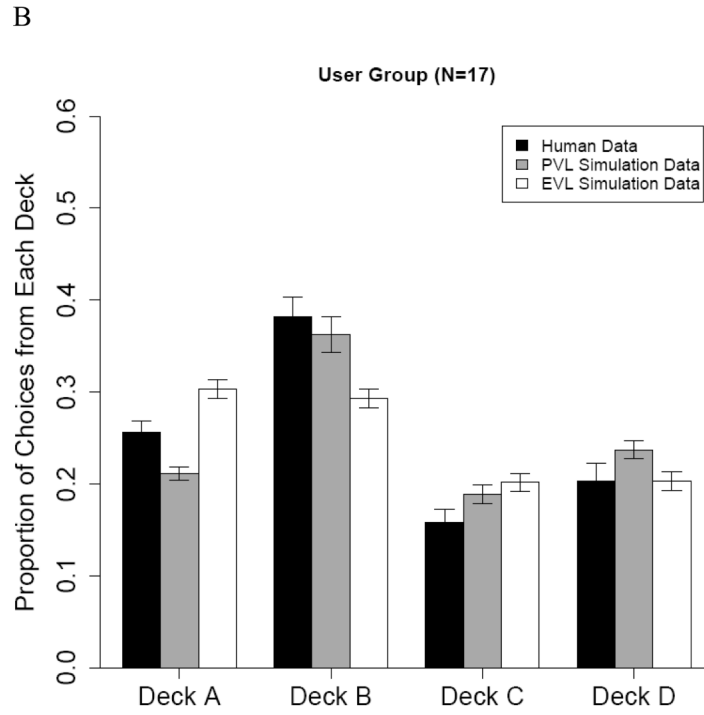 B
User Group (N=17)
Human Data
PVL Simulation Data
EVL Simulation Data
Proportion of Choices from Each Deck
0.6
0.5
0.4
0.3
0.2
0.1
0.0
Deck A
Deck B
Deck C
Deck D